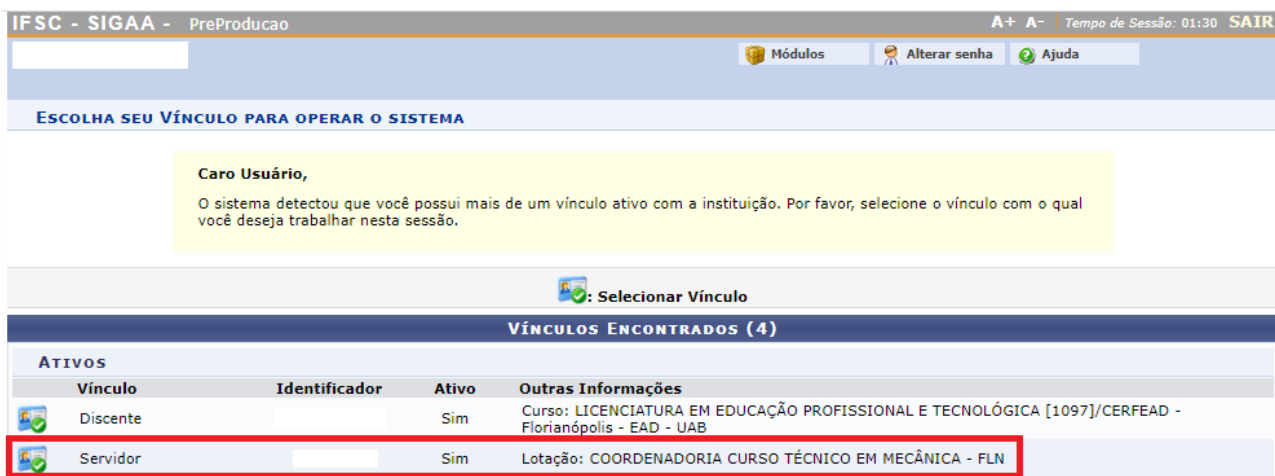 IFSC - SIGAA - PreProducao A+ A- Tempo de Sessão: 01:30 SAIR
Módulos Alterar senha Ajuda
ESCOLHA SEU VÍNCULO PARA OPERAR O SISTEMA
Caro Usuário,
O sistema detectou que você possui mais de um vínculo ativo com a instituição. Por favor, selecione o vínculo com o qual
você deseja trabalhar nesta sessão.
: Selecionar Vínculo
VÍNCULOS ENCONTRADOS (4)
ATIVOS
Vínculo Identificador Ativo Outras Informações
Discente Sim Curso: LICENCIATURA EM EDUCAÇÃO PROFISSIONAL E TECNOLÓGICA [1097]/CERFEAD -
Florianópolis - EAD - UAB
Servidor Sim Lotação: COORDENADORIA CURSO TÉCNICO EM MECÂNICA - FLN